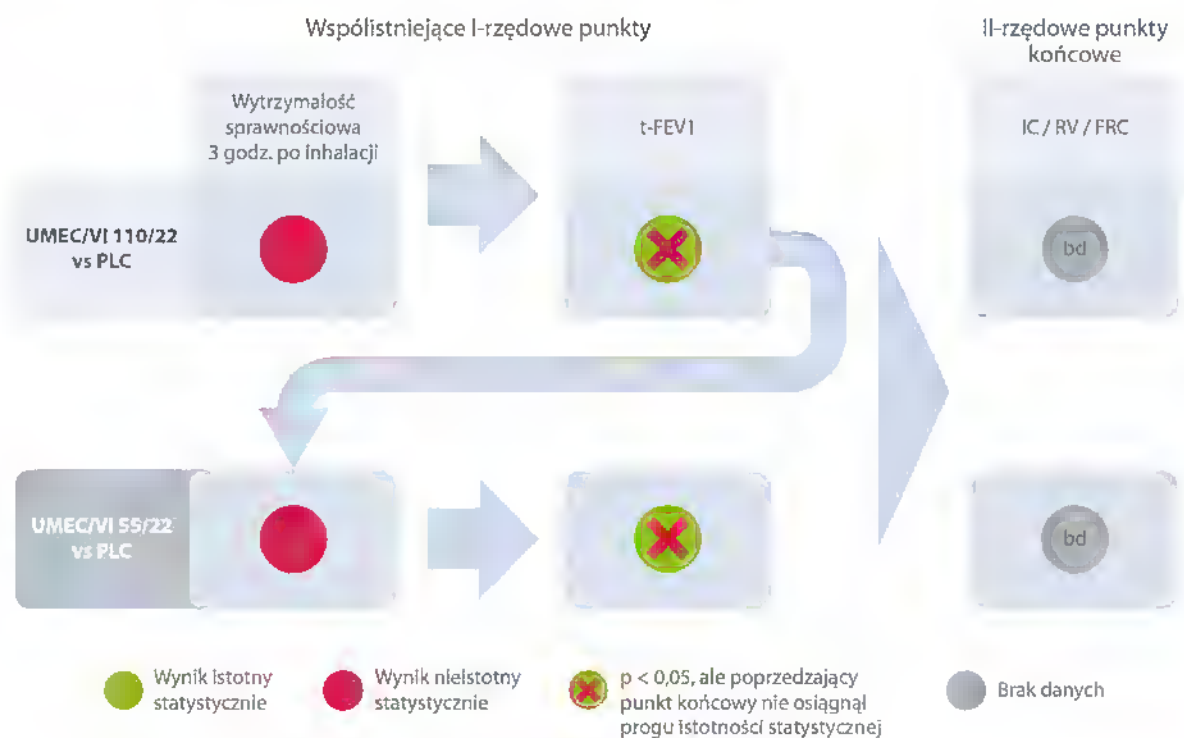 Współistniejące I-rzędowe punkty
II-rzędowe punkty
końcowe
Wytrzymałość
sprawnościowa
3 godz. po inhalacji
t-FEV1
IC / RV / FRC
UMEC/VI 110/22
vs PLC
bd
UMEC/VI 55/22
vs PLC
bd
Wynik istotny
statystycznie
Wynik nieistotny
statystycznie
p < 0,05, ale poprzedzający
punkt końcowy nie osiągnął
progu istotności statystycznej
Brak danych